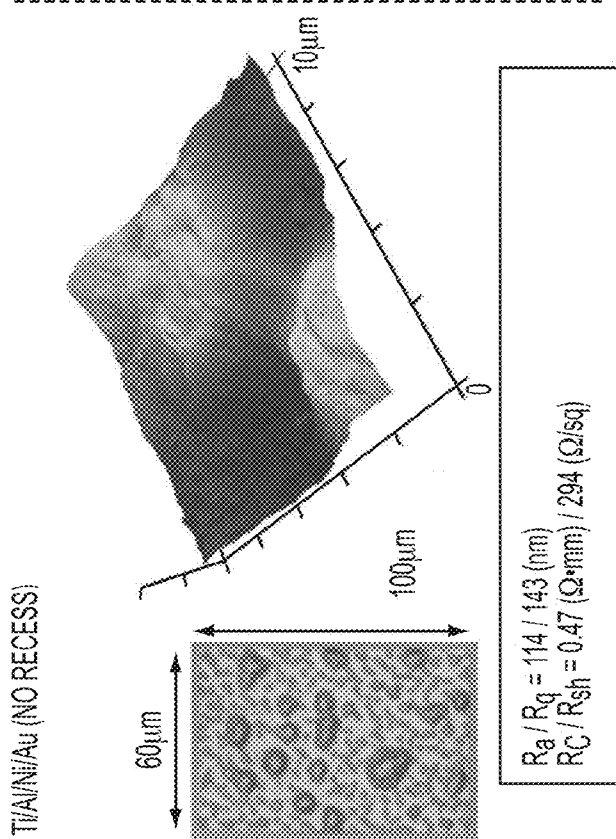 Ti/Al/Ni/Au (NO RECESS)
60μm
100μm
0
10μm
Ra / Rq = 114 / 143 (nm)
RC / Rsh = 0.47 (Ω•mm) / 294 (Ω/sq)